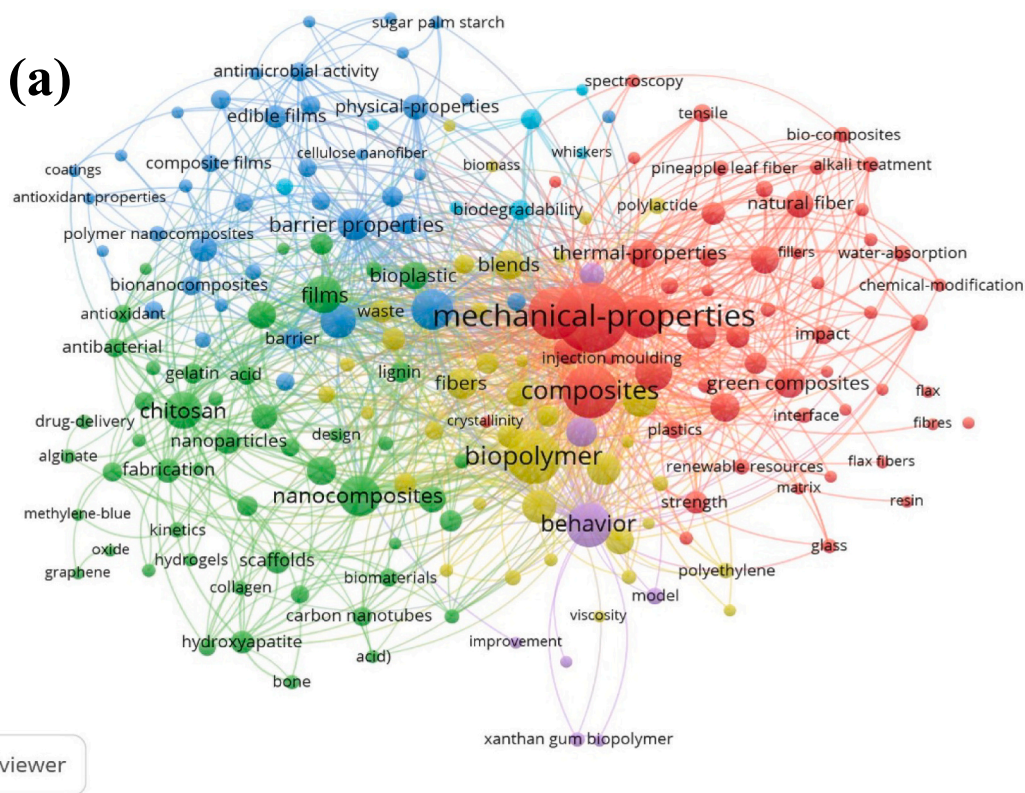 sugar palm starch
(a)
antimicrobial activity
spectroscopy
physical-properties
edible films
tensile
bio-composites
cellulose nanofiber
whiskers
composite films
biomass
coatings
pineapple leaf fiber
alkali treatment
antioxidant properties
biodegradability
polylactide
natural fiber
barrier properties
polymer nanocomposites
thermal-properties
fillers
water-absorption
blends
bioplastic
bionanocomposites
films
chemical-modification
antioxidant
waste
mechanical-properties
barrier
impact
antibacterial
injection moulding
gelatin
acid
lignin
fibers
composites
green composites
flax
chitosan
drug-delivery
crystallinity
interface
fibres
nanoparticles
design
plastics
alginate
biopolymer
flax fibers
fabrication
renewable resources
matrix
nanocomposites
strength
resin
methylene-blue
behavior
kinetics
oxide
glass
hydrogels
scaffolds
graphene
biomaterials
polyethylene
collagen
model
carbon nanotubes
viscosity
hydroxyapatite
improvement
acid)
bone
xanthan gum biopolymer
viewer